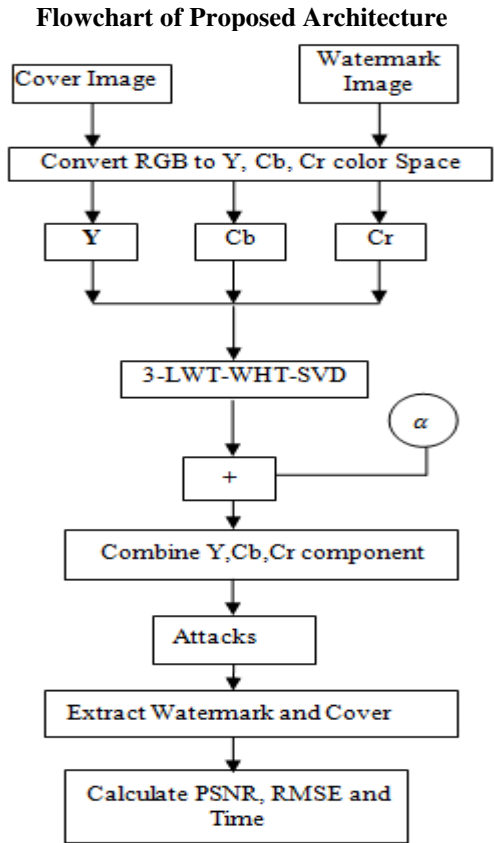 Flowchart of Proposed Architecture
Cover Image
Watermark
Image
Convert RGB to Y, Cb, Cr color Space
Y
Cb
Cr
3-LWT-WHT-SVD
α
+
Combine Y,Cb,Cr component
Attacks
Extract Watermark and Cover
Calculate PSNR, RMSE and
Time